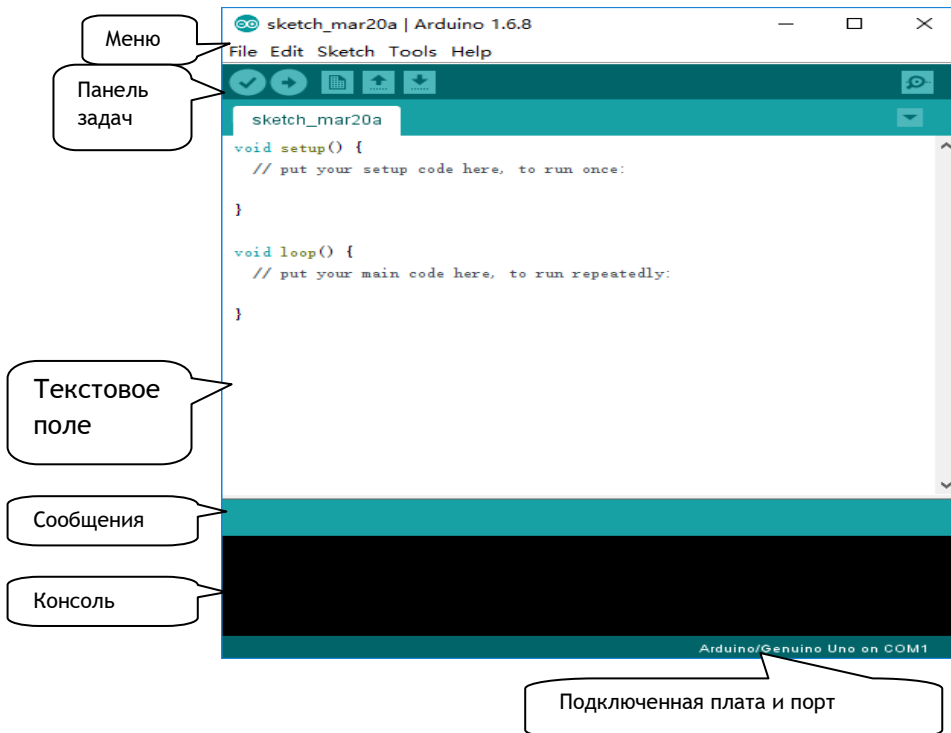 sketch_mar20a | Arduino 1.6.8
Меню
File Edit Sketch Tools Help
Панель
задач
sketch_mar20a
void setup() {
// put your setup code here, to run once:
}
void loop() {
// put your main code here, to run repeatedly:
}
Текстовое
поле
Сообщения
Консоль
Arduino/Genuino Uno on COM1
Подключенная плата и порт